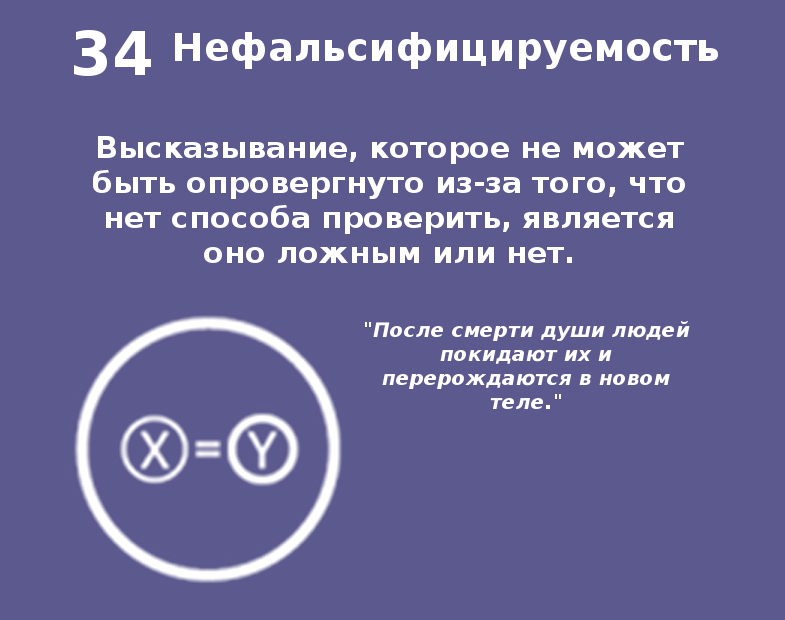 34 Нефальсифицируемость
Высказывание, которое не может
быть опровергнуто из-за того, что
нет способа проверить, является
оно ложным или нет.
"После смерти души людей
покидают их и
перерождаются в новом
теле."
X = Y